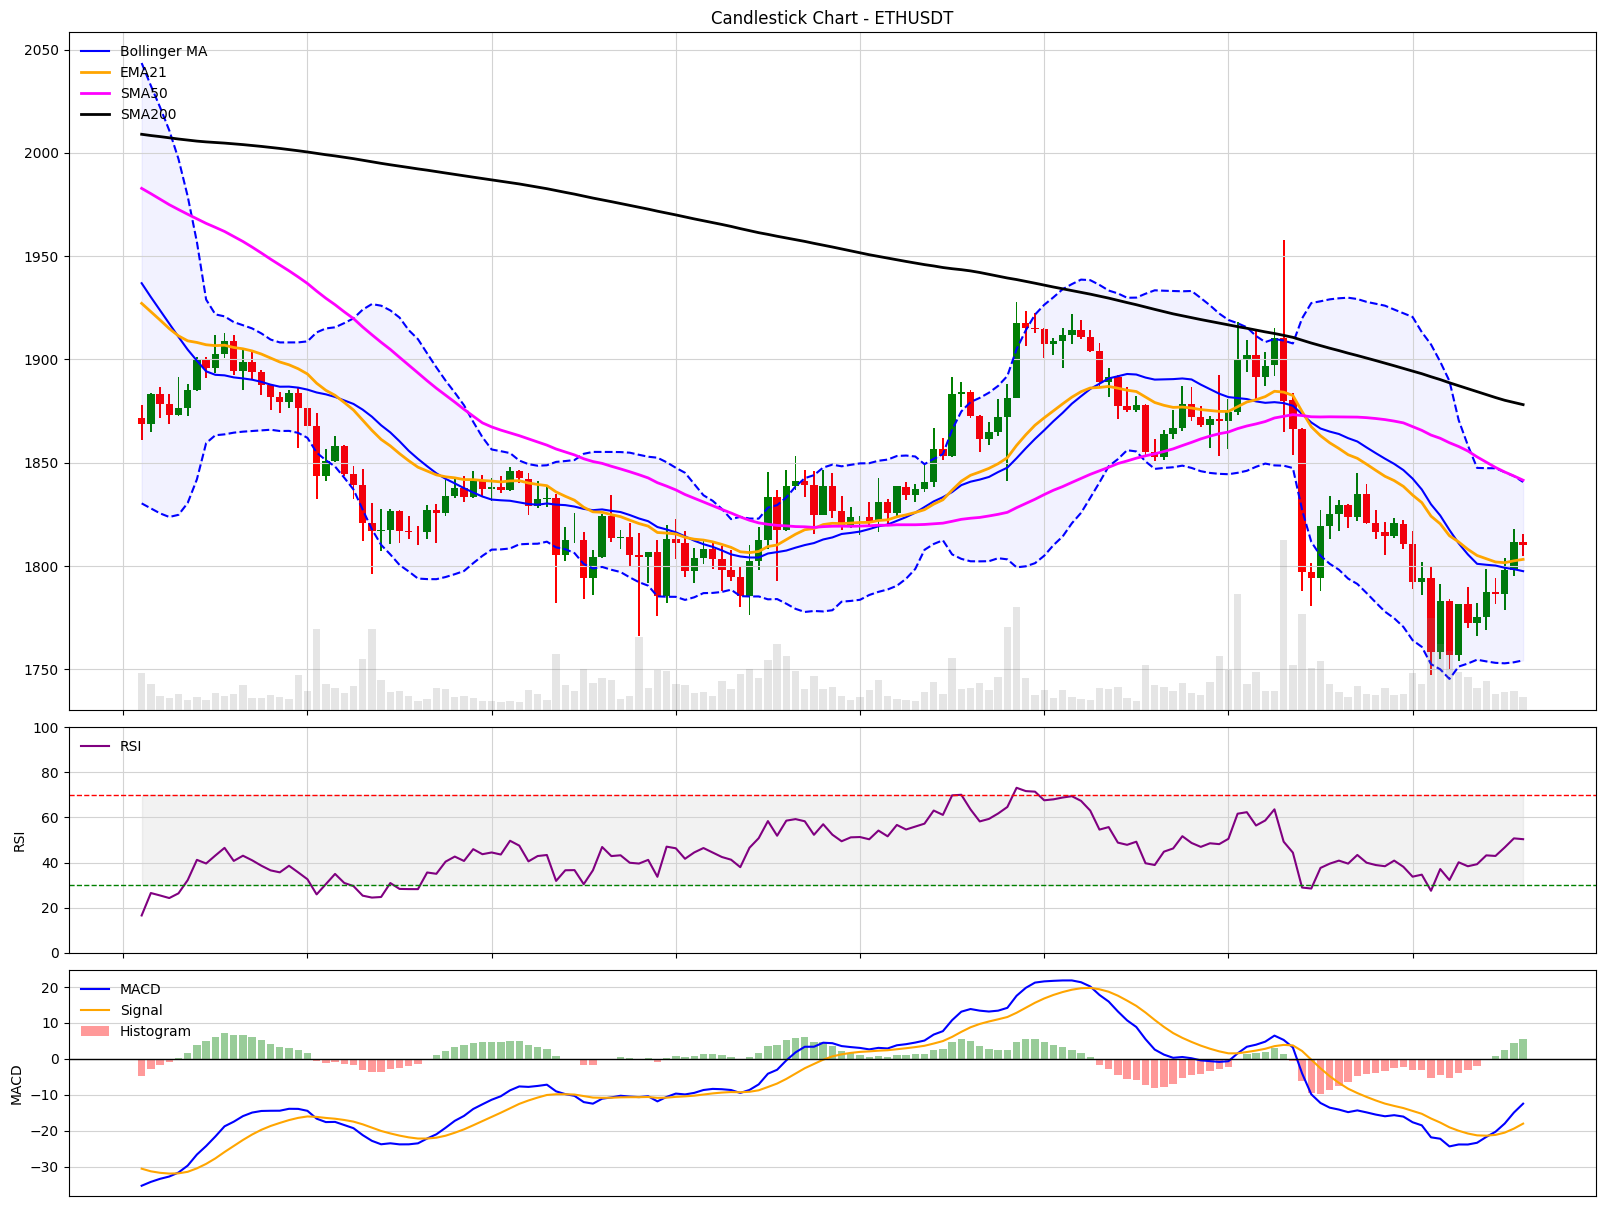 Candlestick Chart - ETHUSDT
2050
2000
1950
1900
1850
1800
1750
Bollinger MA
EMA21
SMA50
SMA200
100
80
60
40
20
0
RSI
RSI
20
10
0
−10
−20
−30
MACD
MACD
Signal
Histogram